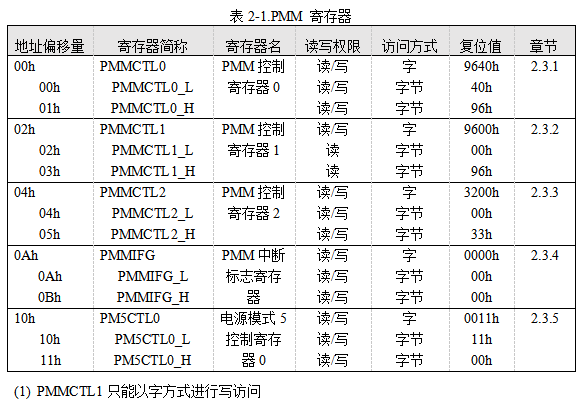 表 2-1.PMM 寄存器
地址偏移量 寄存器简称 寄存器名 读写权限 访问方式 复位值 章节
00h PMMCTL0 PMM 控制 读/写 字 9640h 2.3.1
00h PMMCTL0_L 寄存器 0 读/写 字节 40h
01h PMMCTL0_H 读/写 字节 96h
02h PMMCTL1 PMM 控制 读/写 字 9600h 2.3.2
02h PMMCTL1_L 寄存器 1 读 字节 00h
03h PMMCTL1_H 读 字节 96h
04h PMMCTL2 PMM 控制 读/写 字 3200h 2.3.3
04h PMMCTL2_L 寄存器 2 读/写 字节 00h
05h PMMCTL2_H 读/写 字节 33h
0Ah PMMIFG PMM 中断 读/写 字 0000h 2.3.4
0Ah PMMIFG_L 标志寄存 读/写 字节 00h
0Bh PMMIFG_H 器 读/写 字节 00h
10h PM5CTL0 电源模式 5 读/写 字 0011h 2.3.5
10h PM5CTL0_L 控制寄存 读/写 字节 11h
11h PM5CTL0_H 器 0 读/写 字节 00h
(1) PMMCTL1 只能以字方式进行写访问